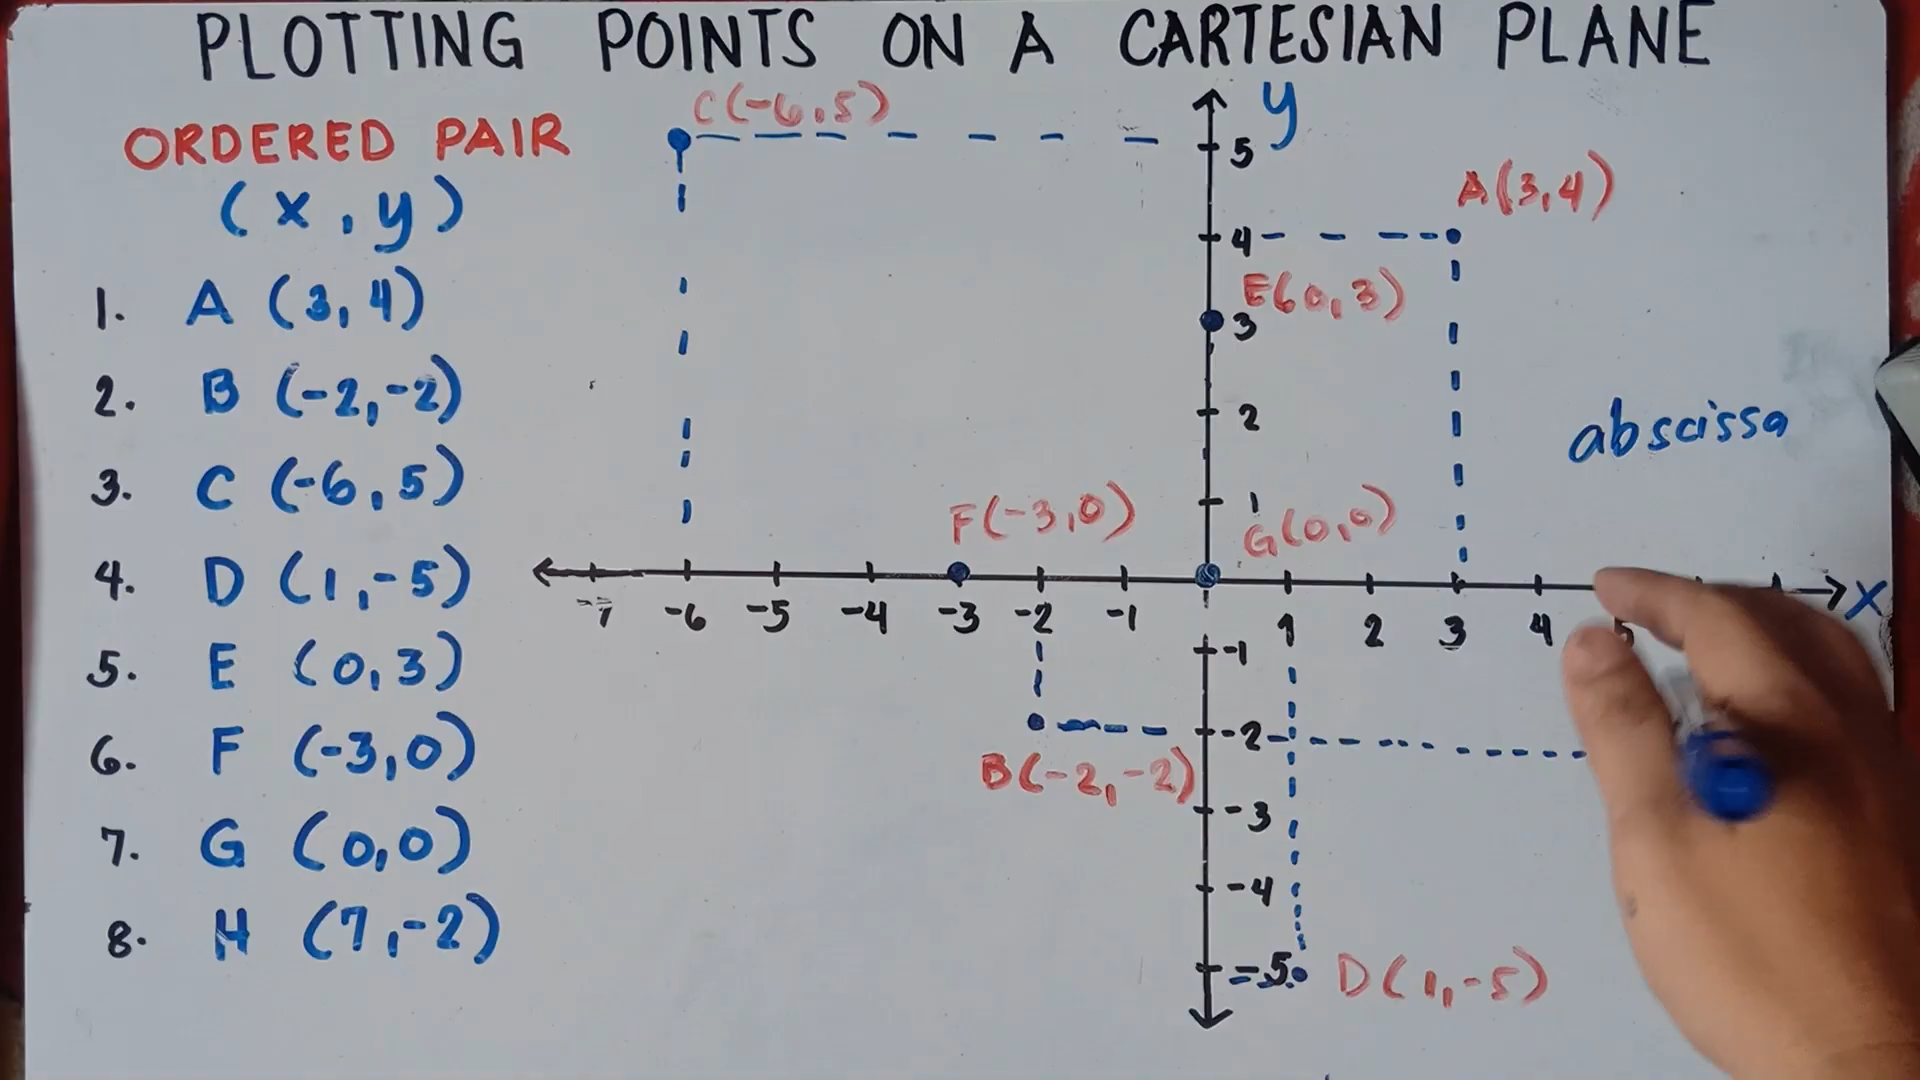 PLOTTING POINTS ON A CARTESIAN PLANE
ORDERED PAIR
(x, y)
1. A (3, 4)
2. B (-2, -2)
3. C (-6, 5)
4. D (1, -5)
5. E (0, 3)
6. F (-3, 0)
7. G (0, 0)
8. H (7, -2)
C(-6, 5)
y
5
A(3, 4)
4
E(0, 3)
3
2
abscissa
1
F(-3, 0)
G(0, 0)
x
-7 -6 -5 -4 -3 -2 -1 1 2 3 4 5
-1
-2
B(-2, -2)
-3
-4
-5
D(1, -5)